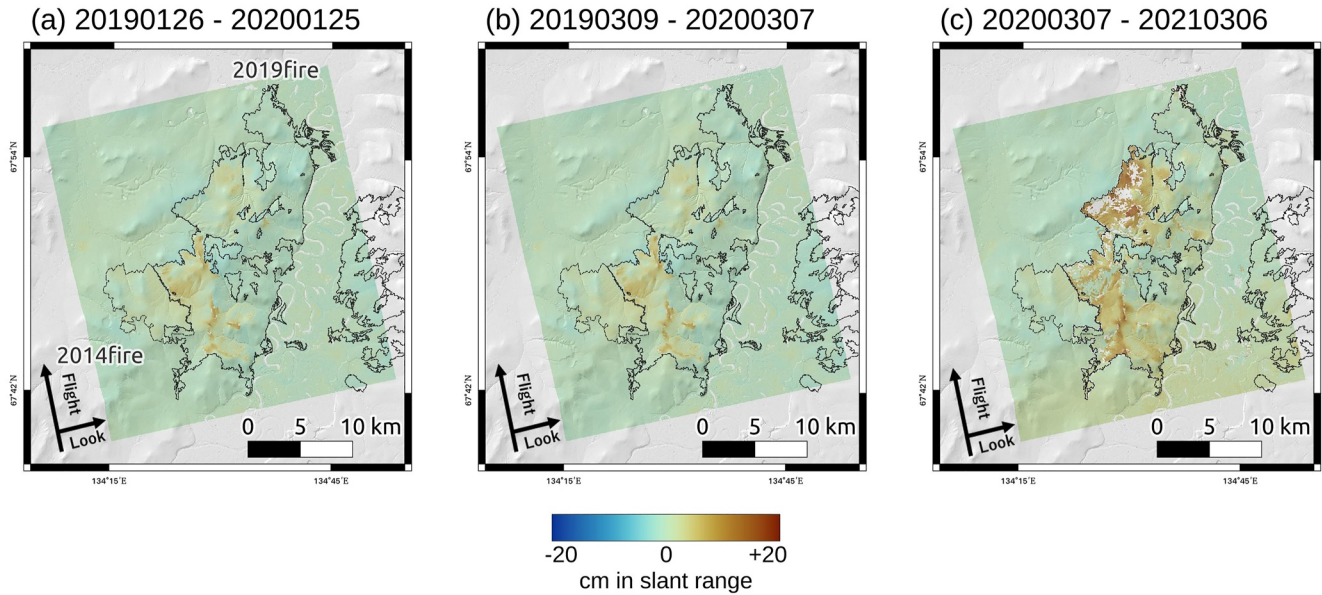 (a) 20190126 - 20200125
(b) 20190309 - 20200307
(c) 20200307 - 20210306
2019fire
67°54'N
67°54'N
67°54'N
2014fire
67°42'N
67°42'N
67°42'N
Flight
Look
0 5 10 km
Flight
Look
0 5 10 km
Flight
Look
0 5 10 km
134°15'E
134°45'E
134°15'E
134°45'E
134°15'E
134°45'E
-20 0 +20
cm in slant range